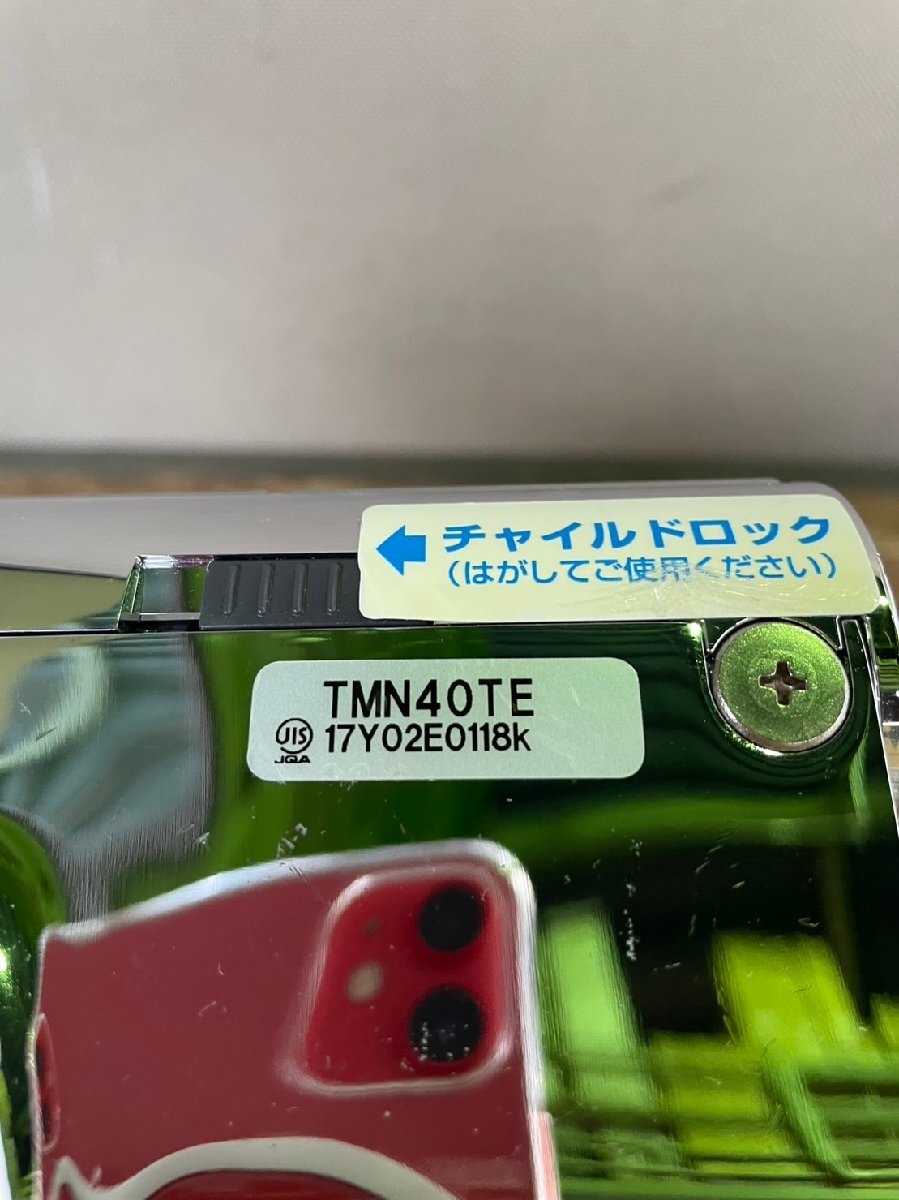 チャイルドロック
(はがしてご使用ください)
TMN40TE
JIS
JQA
17Y02E0118k